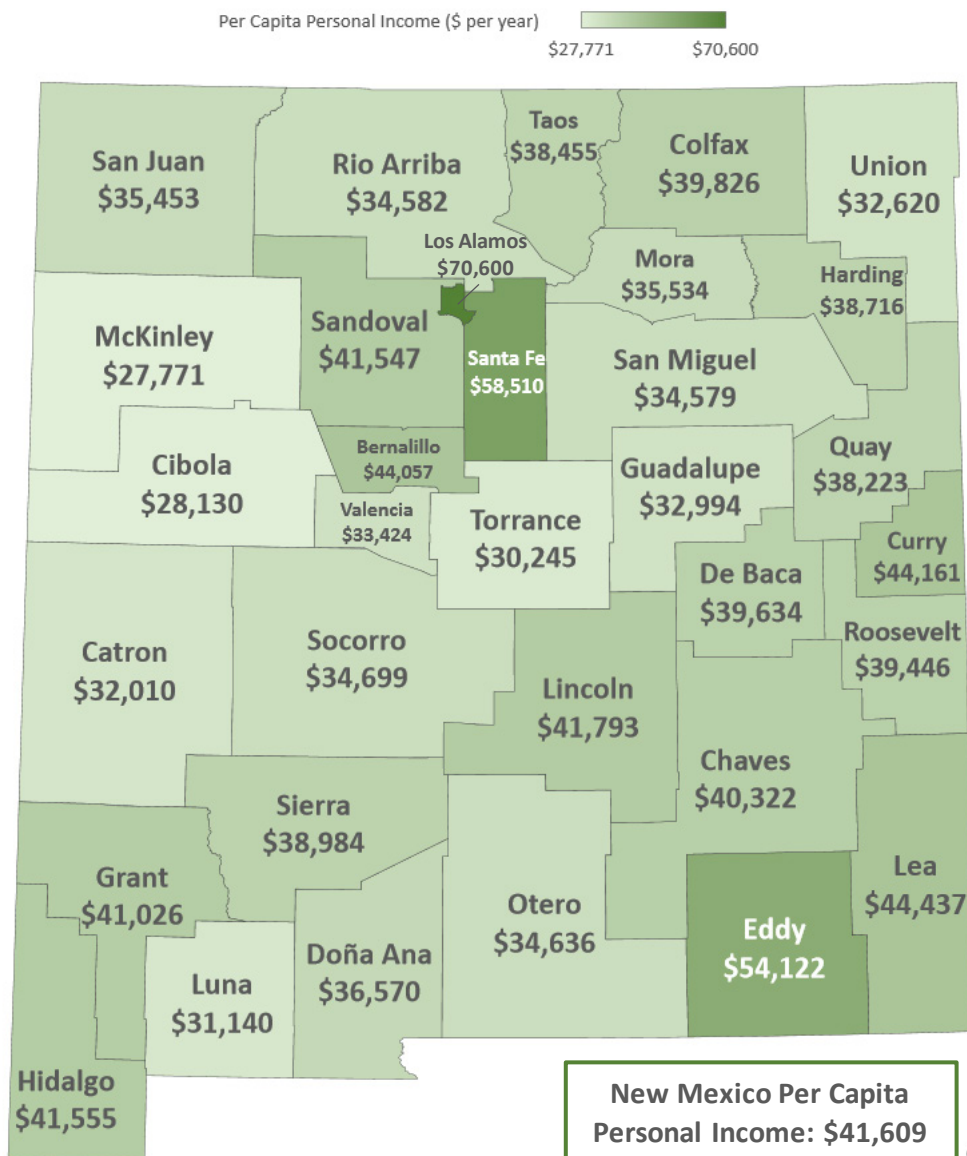 Per Capita Personal Income ($ per year)
$27,771
$70,600
San Juan
$35,453
Rio Arriba
$34,582
Taos
$38,455
Colfax
$39,826
Union
$32,620
Los Alamos
$70,600
Mora
$35,534
Harding
$38,716
McKinley
$27,771
Sandoval
$41,547
Santa Fe
$58,510
San Miguel
$34,579
Cibola
$28,130
Bernalillo
$44,057
Quay
$38,223
Guadalupe
$32,994
Valencia
$33,424
Torrance
$30,245
Curry
$44,161
De Baca
$39,634
Catron
$32,010
Socorro
$34,699
Roosevelt
$39,446
Lincoln
$41,793
Chaves
$40,322
Sierra
$38,984
Grant
$41,026
Lea
$44,437
Otero
$34,636
Eddy
$54,122
Doña Ana
$36,570
Luna
$31,140
Hidalgo
$41,555
New Mexico Per Capita
Personal Income: $41,609